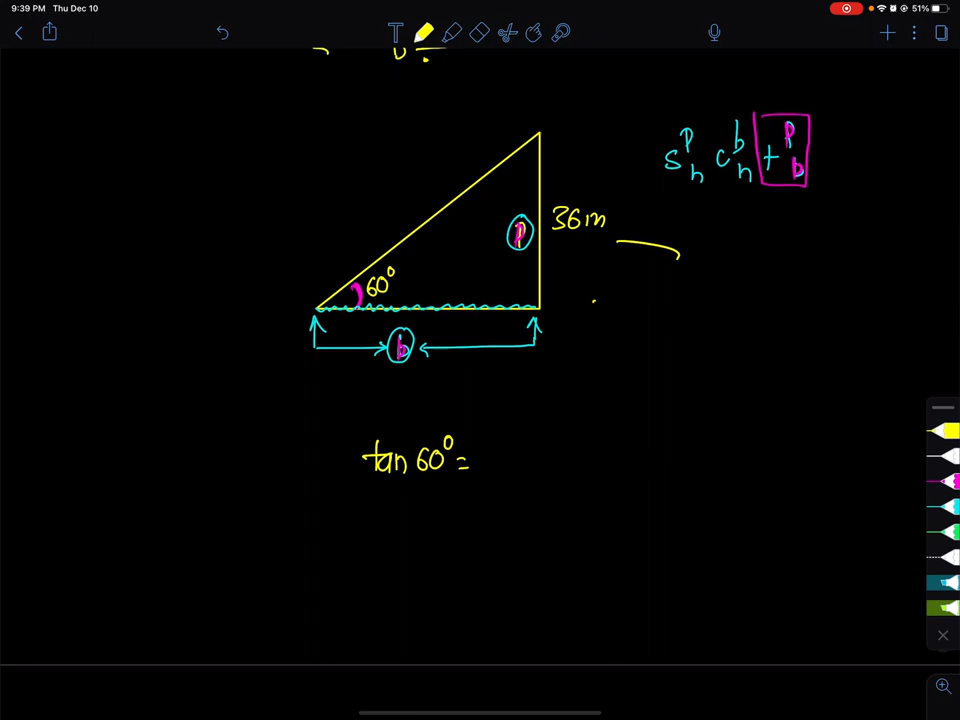 9:39 PM Thu Dec 10
51%
T
s p h c b h t p b
p
36m
60°
b
tan 60° =